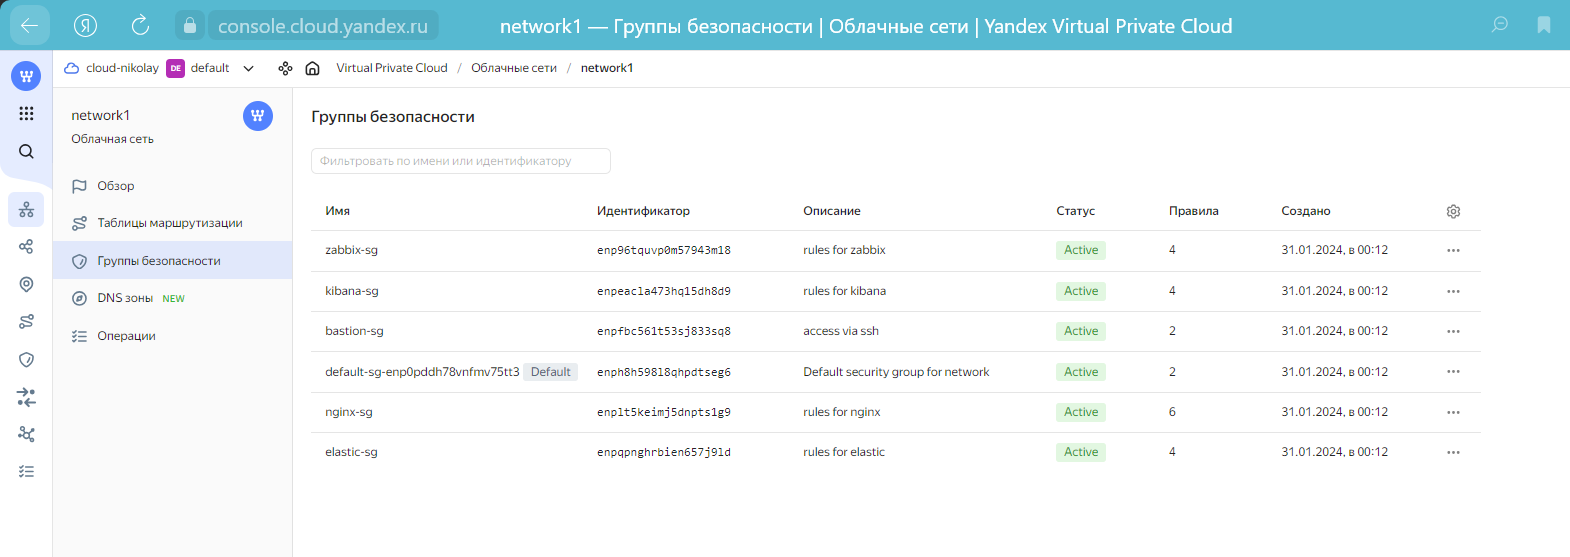 Я console.cloud.yandex.ru network1 — Группы безопасности | Облачные сети | Yandex Virtual Private Cloud
cloud-nikolay DE default Virtual Private Cloud / Облачные сети / network1
network1
Облачная сеть
Обзор
Таблицы маршрутизации
Группы безопасности
DNS зоны NEW
Операции
Группы безопасности
Фильтровать по имени или идентификатору
Имя Идентификатор Описание Статус Правила Создано
zabbix-sg enp96tquvp0m57943m18 rules for zabbix Active 4 31.01.2024, в 00:12
kibana-sg enpeacla473hq15dh8d9 rules for kibana Active 4 31.01.2024, в 00:12
bastion-sg enpfbc561t53sj833sq8 access via ssh Active 2 31.01.2024, в 00:12
default-sg-enp0pddh78vnfmv75tt3 Default enph8h59818qhpdtseg6 Default security group for network Active 2 31.01.2024, в 00:12
nginx-sg enplt5keimj5dnpts1g9 rules for nginx Active 6 31.01.2024, в 00:12
elastic-sg enpqpnghrbien657j9ld rules for elastic Active 4 31.01.2024, в 00:12